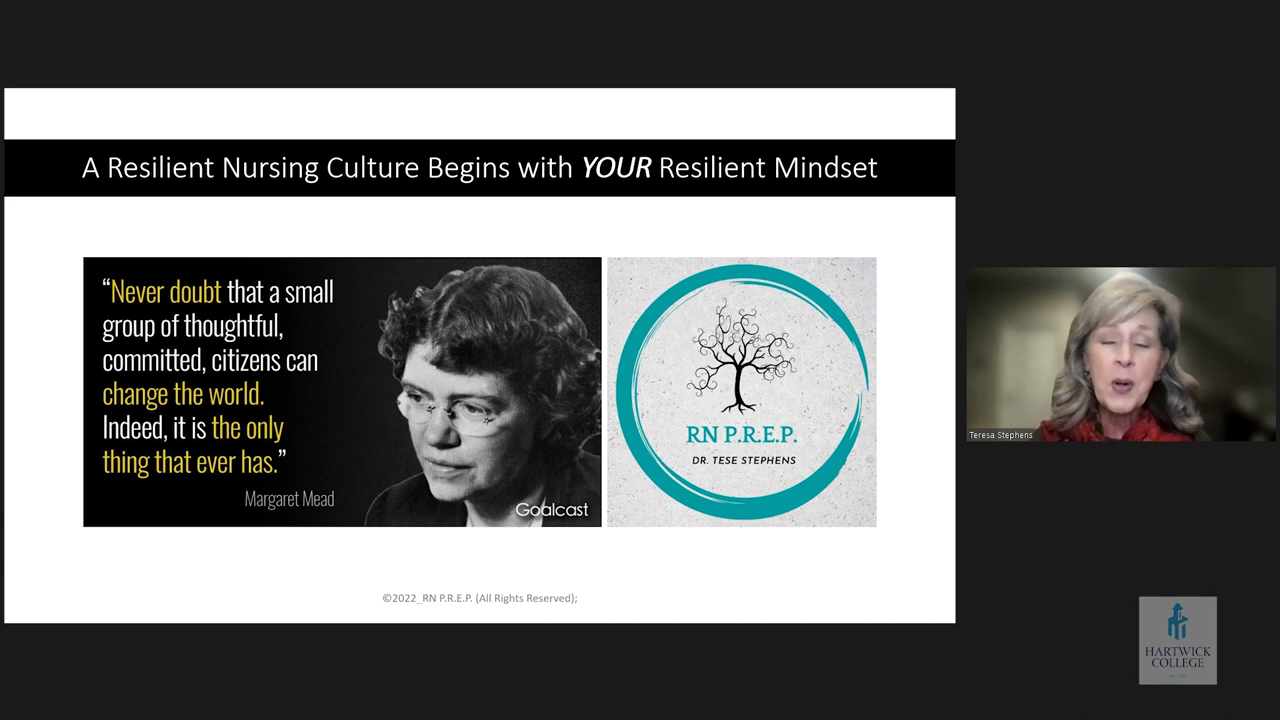 A Resilient Nursing Culture Begins with YOUR Resilient Mindset
“Never doubt that a small
group of thoughtful,
committed, citizens can
change the world.
Indeed, it is the only
thing that ever has.”
Margaret Mead
Goalcast
RN P.R.E.P.
DR. TESE STEPHENS
©2022_RN P.R.E.P. (All Rights Reserved);
Teresa Stephens
HARTWICK
COLLEGE